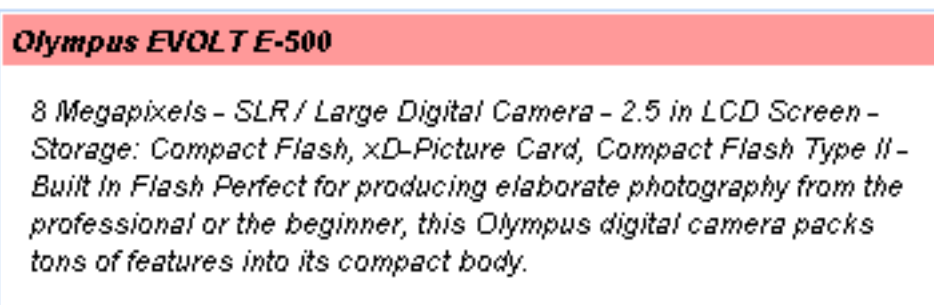 Olympus EVOLT E-500
8 Megapixels - SLR / Large Digital Camera - 2.5 in LCD Screen -
Storage: Compact Flash, xD-Picture Card, Compact Flash Type II -
Built In Flash Perfect for producing elaborate photography from the
professional or the beginner, this Olympus digital camera packs
tons of features into its compact body.